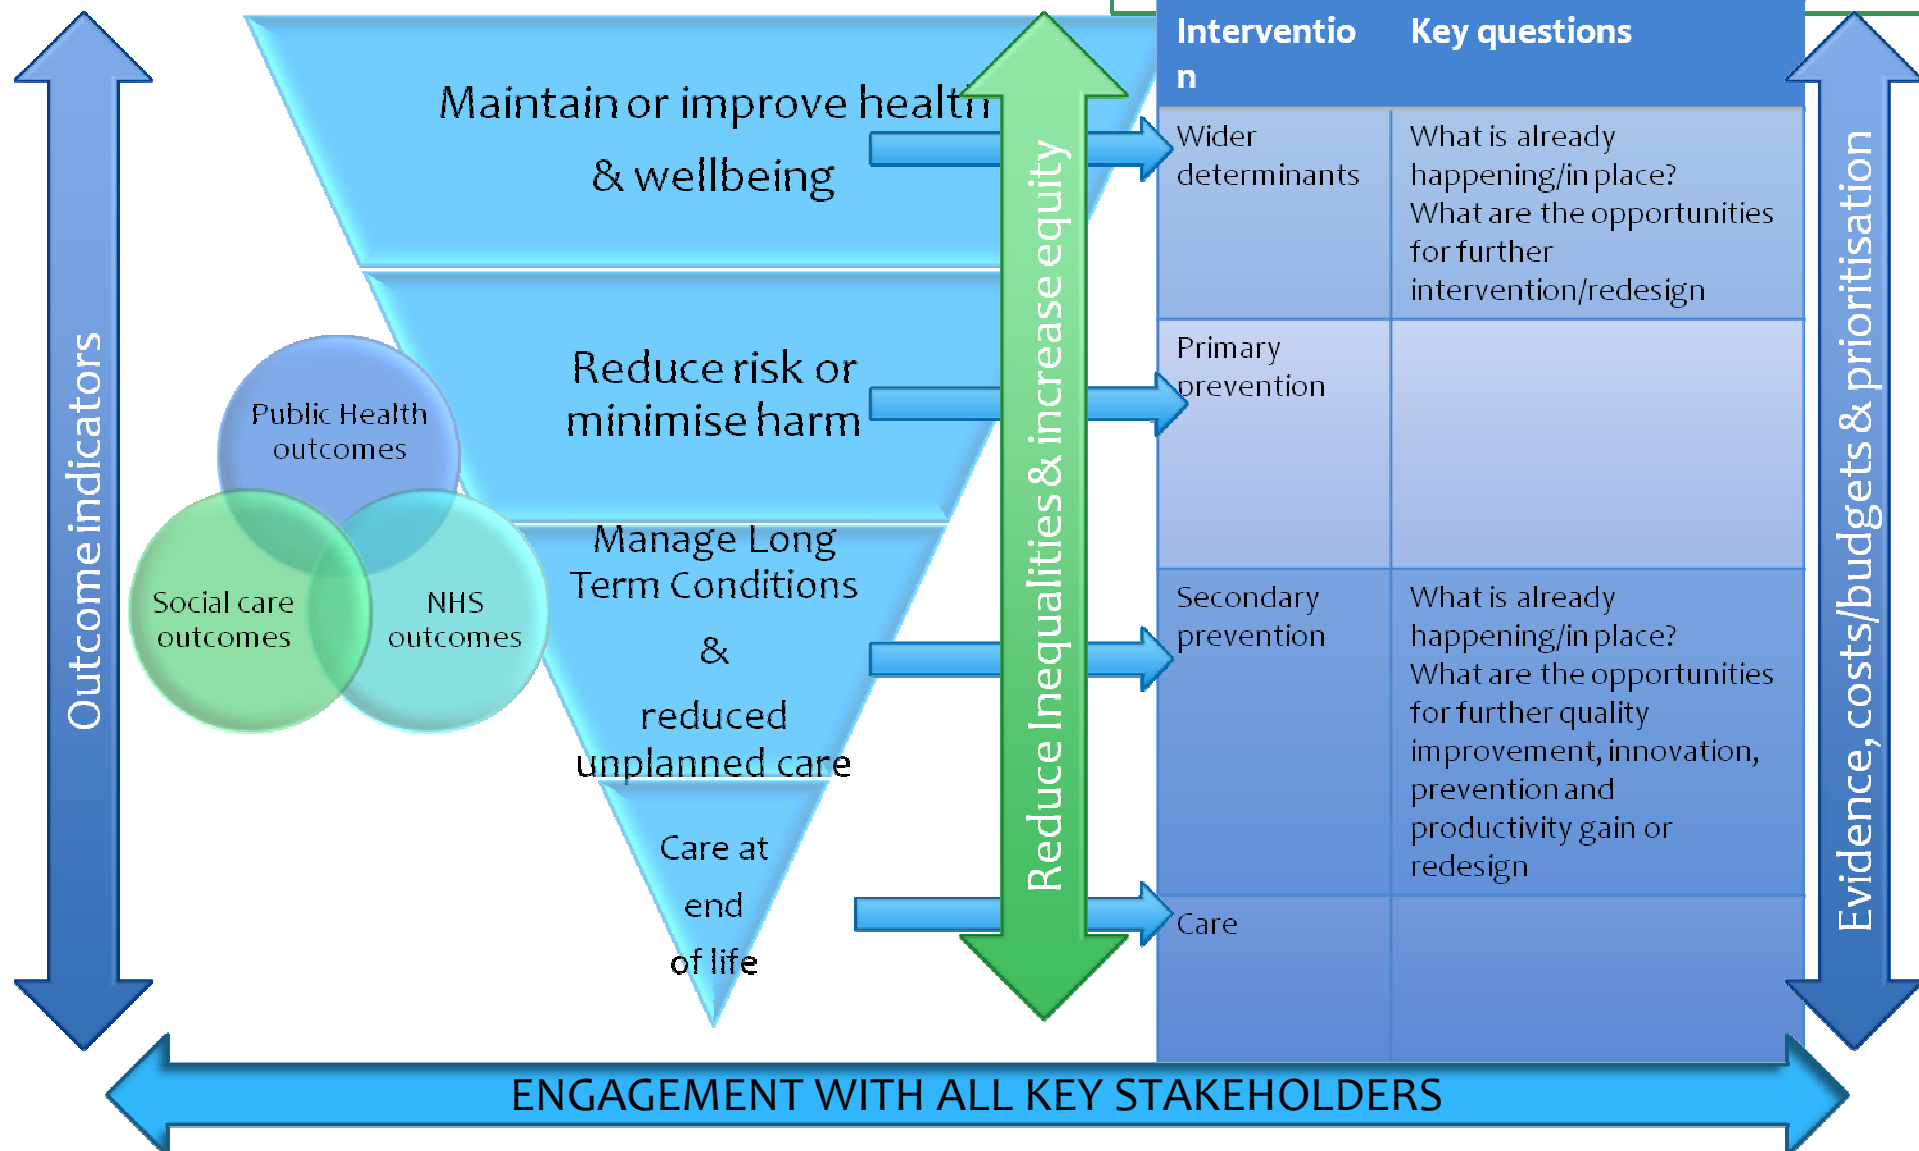 Outcome indicators
Maintain or improve health
& wellbeing
Reduce risk or
minimise harm
Manage Long
Term Conditions
&
reduced
unplanned care
Care at
end
of life
Public Health
outcomes
Social care
outcomes
NHS
outcomes
Reduce Inequalities & increase equity
Interventio
n
Key questions
Wider
determinants
What is already
happening/in place?
What are the opportunities
for further
intervention/redesign
Primary
prevention
Secondary
prevention
What is already
happening/in place?
What are the opportunities
for further quality
improvement, innovation,
prevention and
productivity gain or
redesign
Care
Evidence, costs/budgets & prioritisation
ENGAGEMENT WITH ALL KEY STAKEHOLDERS